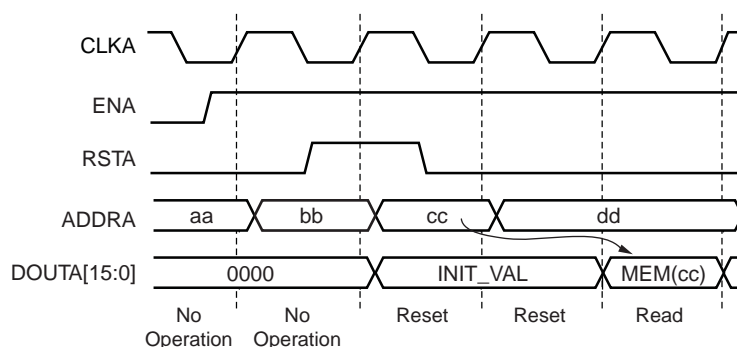 CLKA
ENA
RSTA
ADDRA aa bb cc dd
DOUTA[15:0] 0000 INIT_VAL MEM(cc)
No No Reset Reset Read
Operation Operation